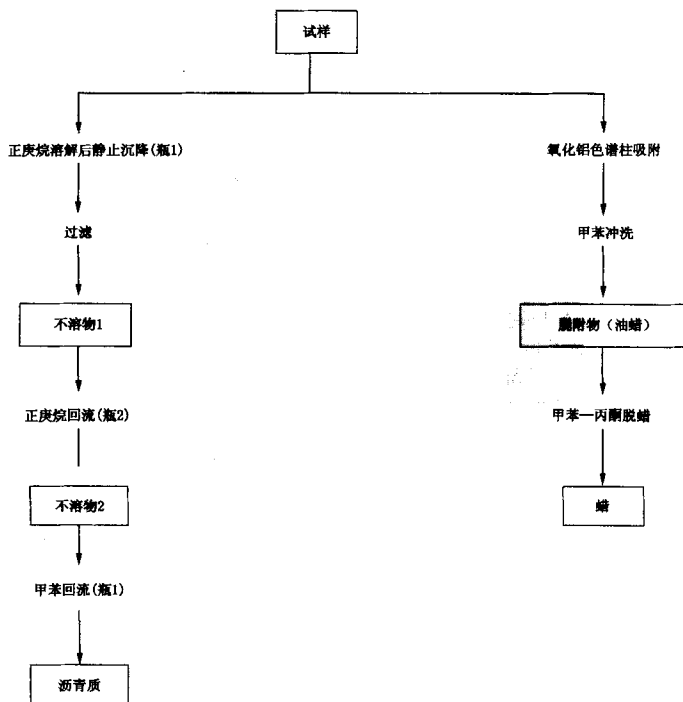 试样
正庚烷溶解后静止沉降(瓶1)
过滤
不溶物1
正庚烷回流(瓶2)
不溶物2
甲苯回流(瓶1)
沥青质
氧化铝色谱柱吸附
甲苯冲洗
脱附物（油蜡）
甲苯—丙酮脱蜡
蜡